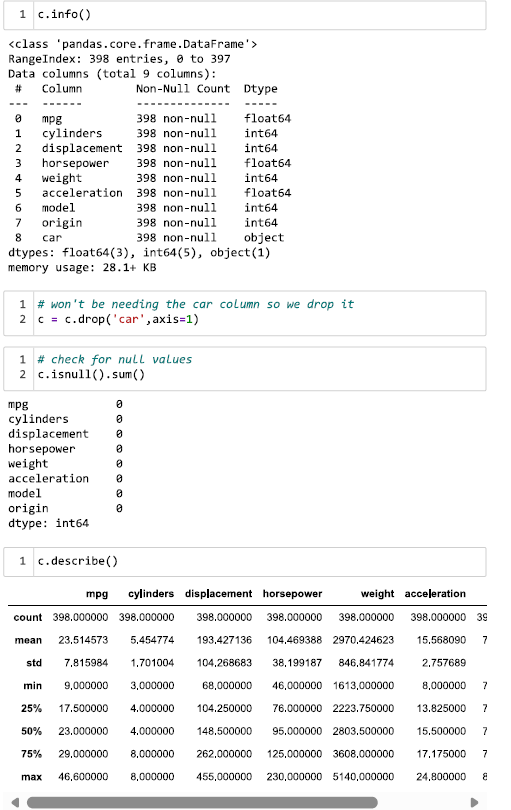 1 c.info()
<class 'pandas.core.frame.DataFrame'>
RangeIndex: 398 entries, 0 to 397
Data columns (total 9 columns):
# Column Non-Null Count Dtype
--- ------ -------------- -----
0 mpg 398 non-null float64
1 cylinders 398 non-null int64
2 displacement 398 non-null int64
3 horsepower 398 non-null float64
4 weight 398 non-null int64
5 acceleration 398 non-null float64
6 model 398 non-null int64
7 origin 398 non-null int64
8 car 398 non-null object
dtypes: float64(3), int64(5), object(1)
memory usage: 28.1+ KB
1 # won't be needing the car column so we drop it
2 c = c.drop('car',axis=1)
1 # check for null values
2 c.isnull().sum()
mpg 0
cylinders 0
displacement 0
horsepower 0
weight 0
acceleration 0
model 0
origin 0
dtype: int64
1 c.describe()
mpg cylinders displacement horsepower weight acceleration
count 398.000000 398.000000 398.000000 398.000000 398.000000 398.000000 39
mean 23.514573 5.454774 193.427136 104.469388 2970.424623 15.568090 7
std 7.815984 1.701004 104.268683 38.199187 846.841774 2.757689
min 9.000000 3.000000 68.000000 46.000000 1613.000000 8.000000 7
25% 17.500000 4.000000 104.250000 76.000000 2223.750000 13.825000 7
50% 23.000000 4.000000 148.500000 95.000000 2803.500000 15.500000 7
75% 29.000000 8.000000 262.000000 125.000000 3608.000000 17.175000 7
max 46.600000 8.000000 455.000000 230.000000 5140.000000 24.800000 8